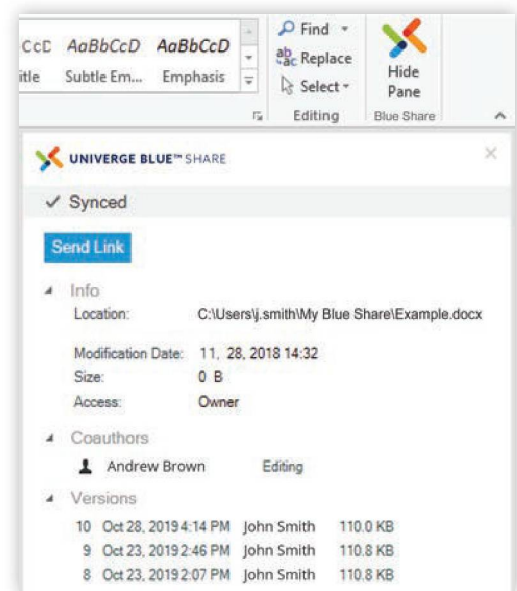 Find
CcD AaBbCcD AaBbCcD
ab ac Replace
itle Subtle Em... Emphasis
Select
Hide Pane
Editing Blue Share
UNIVERGE BLUE™ SHARE
Synced
Send Link
Info
Location: C:\Users\j.smith\My Blue Share\Example.docx
Modification Date: 11, 28, 2018 14:32
Size: 0 B
Access: Owner
Coauthors
Andrew Brown Editing
Versions
10 Oct 28, 2019 4:14 PM John Smith 110.0 KB
9 Oct 23, 2019 2:46 PM John Smith 110.8 KB
8 Oct 23, 2019 2:07 PM John Smith 110.8 KB